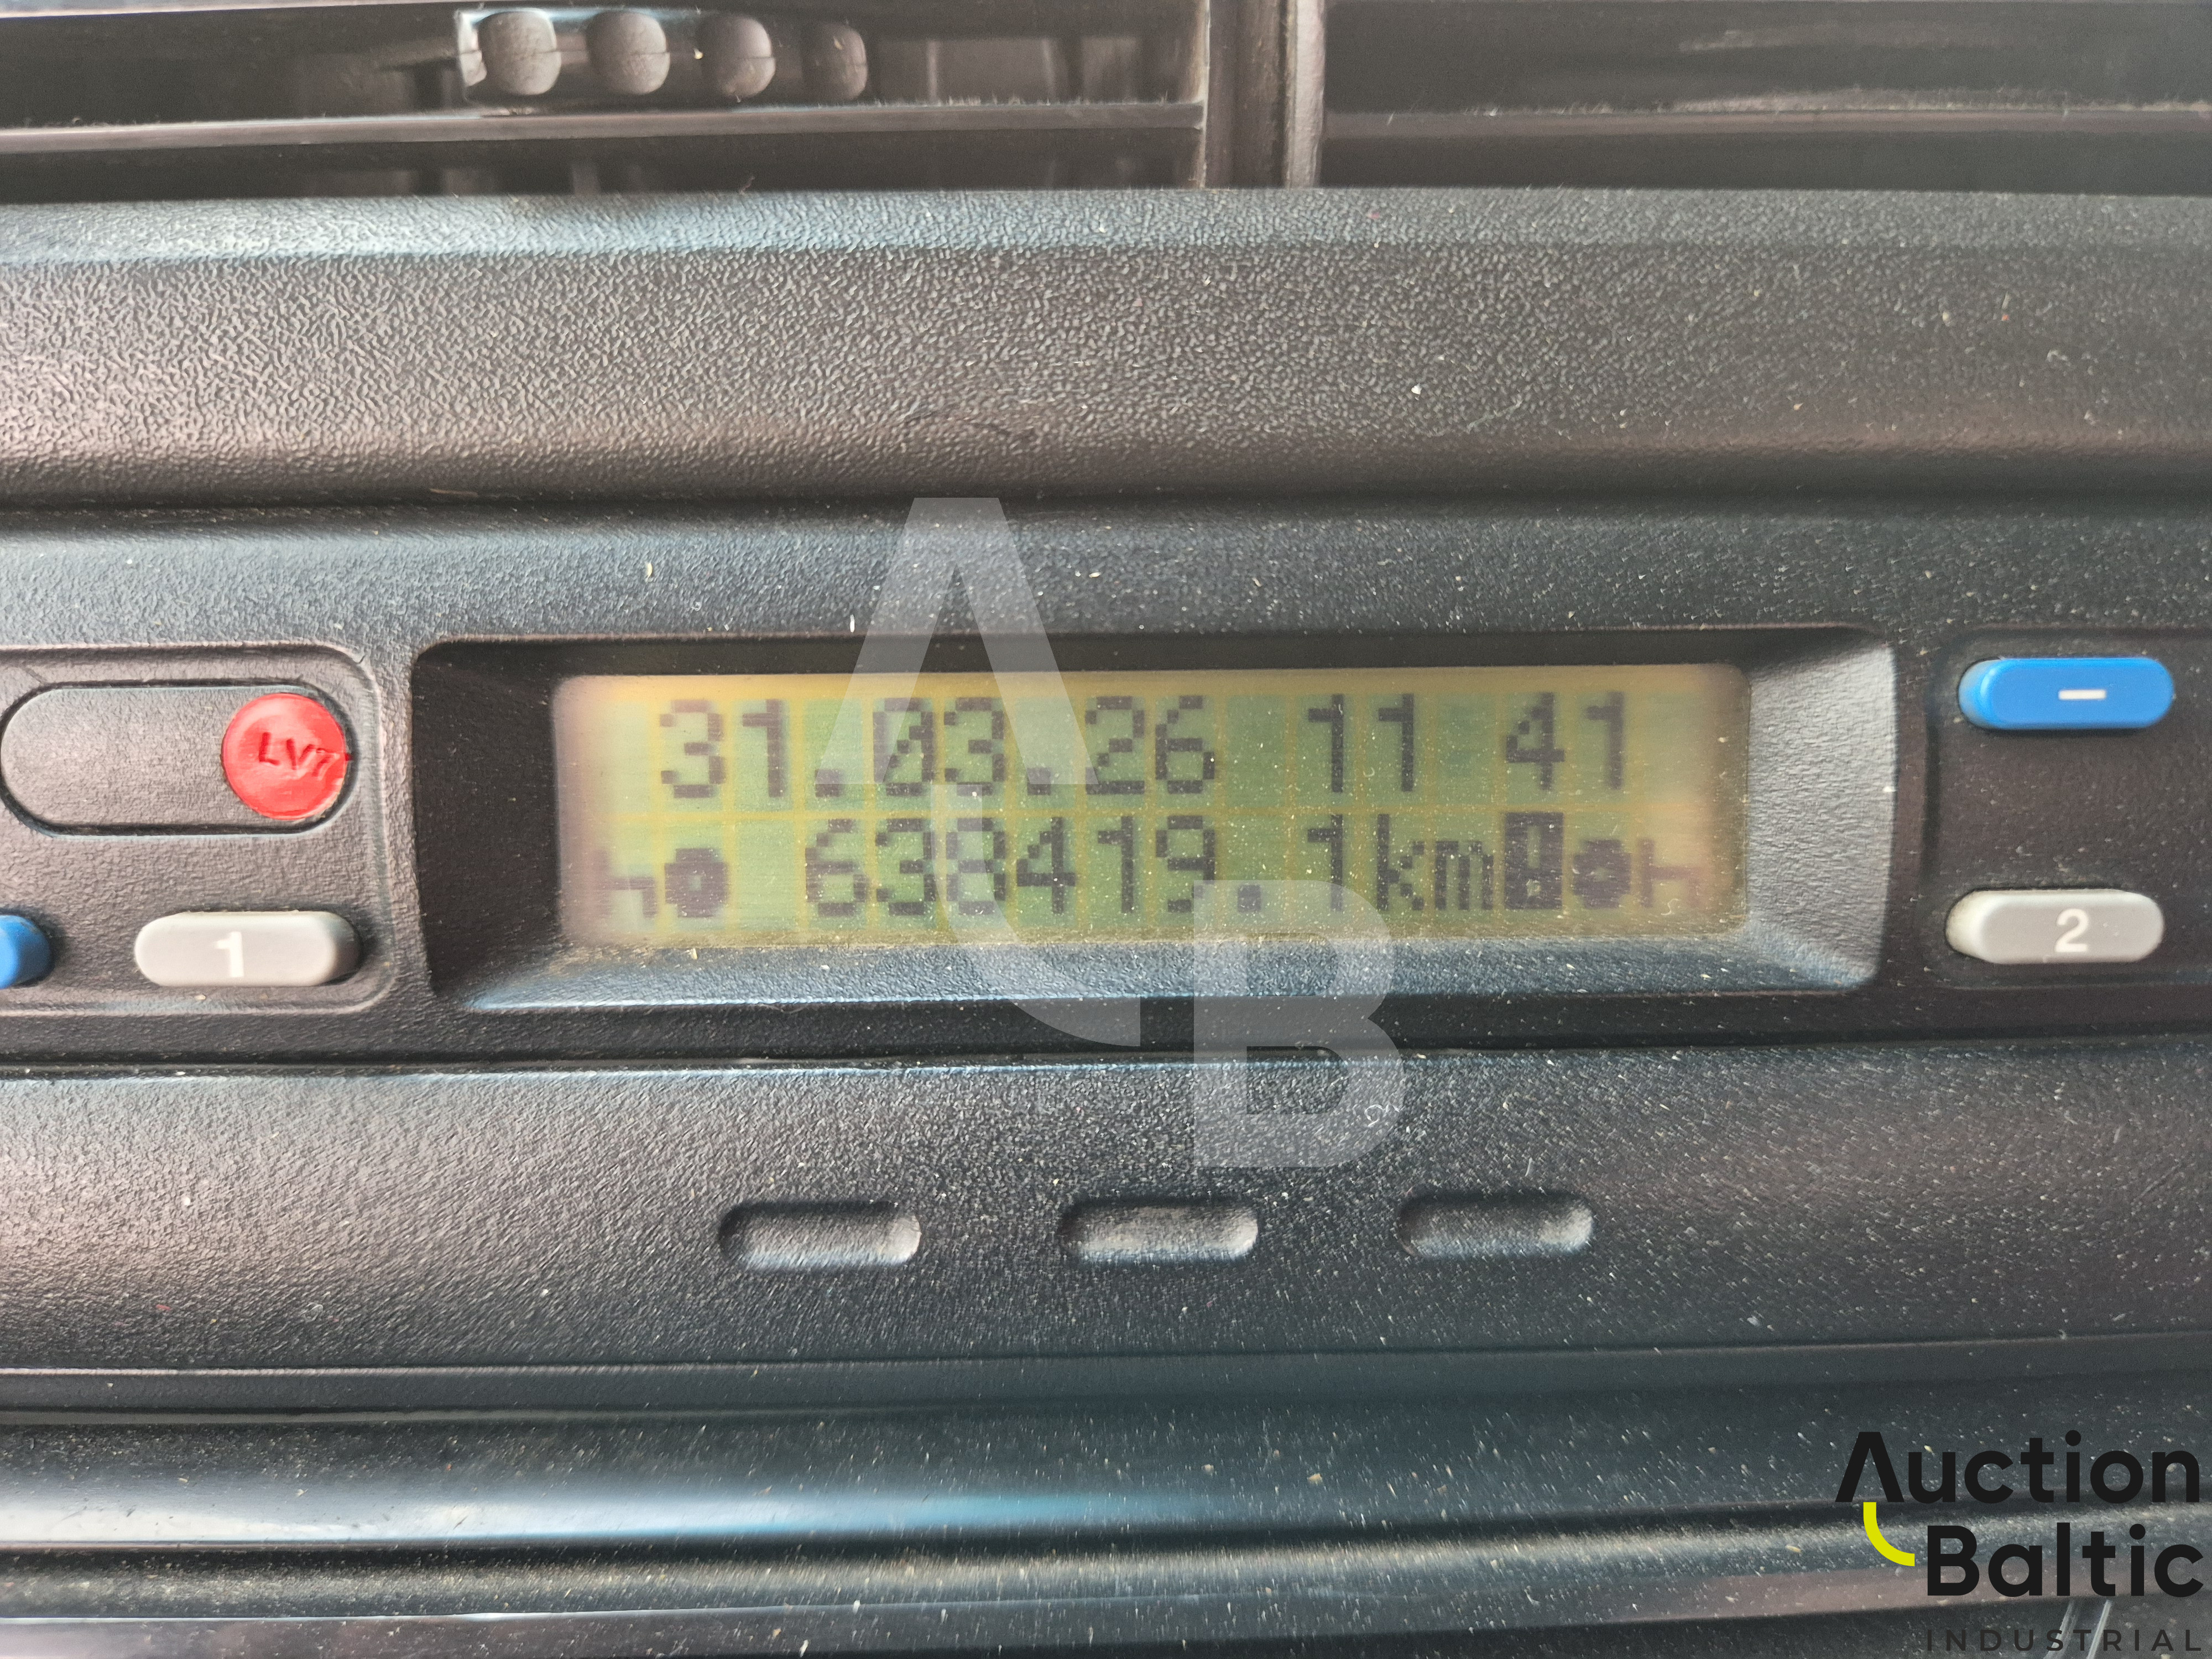 31.03.26 11 41
638419.1km
LV7
1
2
Auction
Baltic
INDUSTRIAL